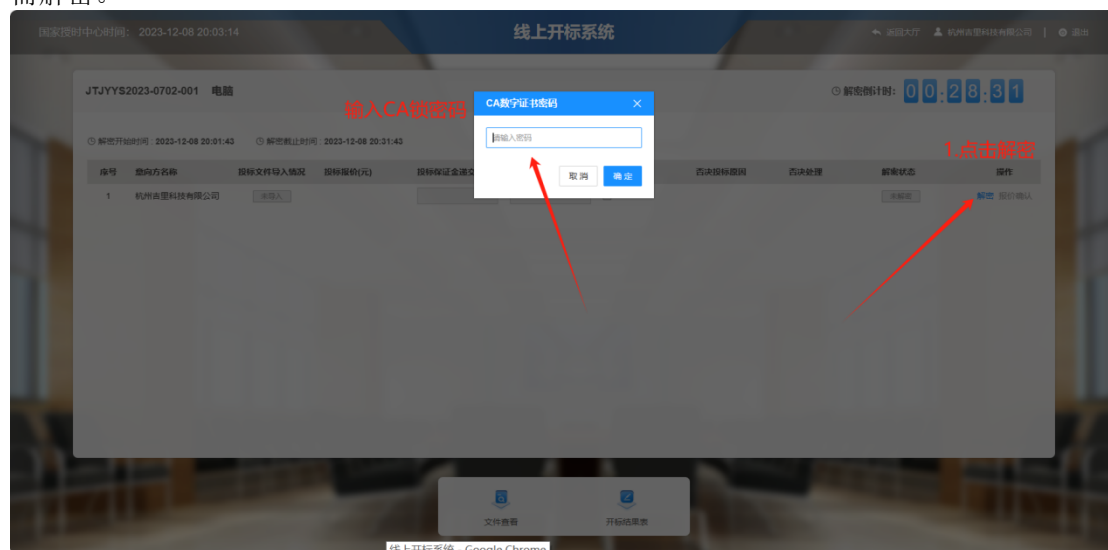 需解密。
国家授时中心时间： 2023-12-08 20:03:14
线上开标系统
返回大厅 杭州吉里科技有限公司 | 退出
JTJYYS2023-0702-001 电脑
解密倒计时： 00:28:31
输入CA锁密码
CA数字证书密码 ×
解密开始时间：2023-12-08 20:01:43 解密截止时间：2023-12-08 20:31:43
请输入密码
1.点击解密
取消 确定
序号 意向方名称 投标文件导入情况 投标报价(元) 投标保证金递交 否决投标原因 否决处理 解密状态 操作
1 杭州吉里科技有限公司 未导入 未解密 解密 报价确认
文件查看 开标结果表
线上开标系统 - Google Chrome